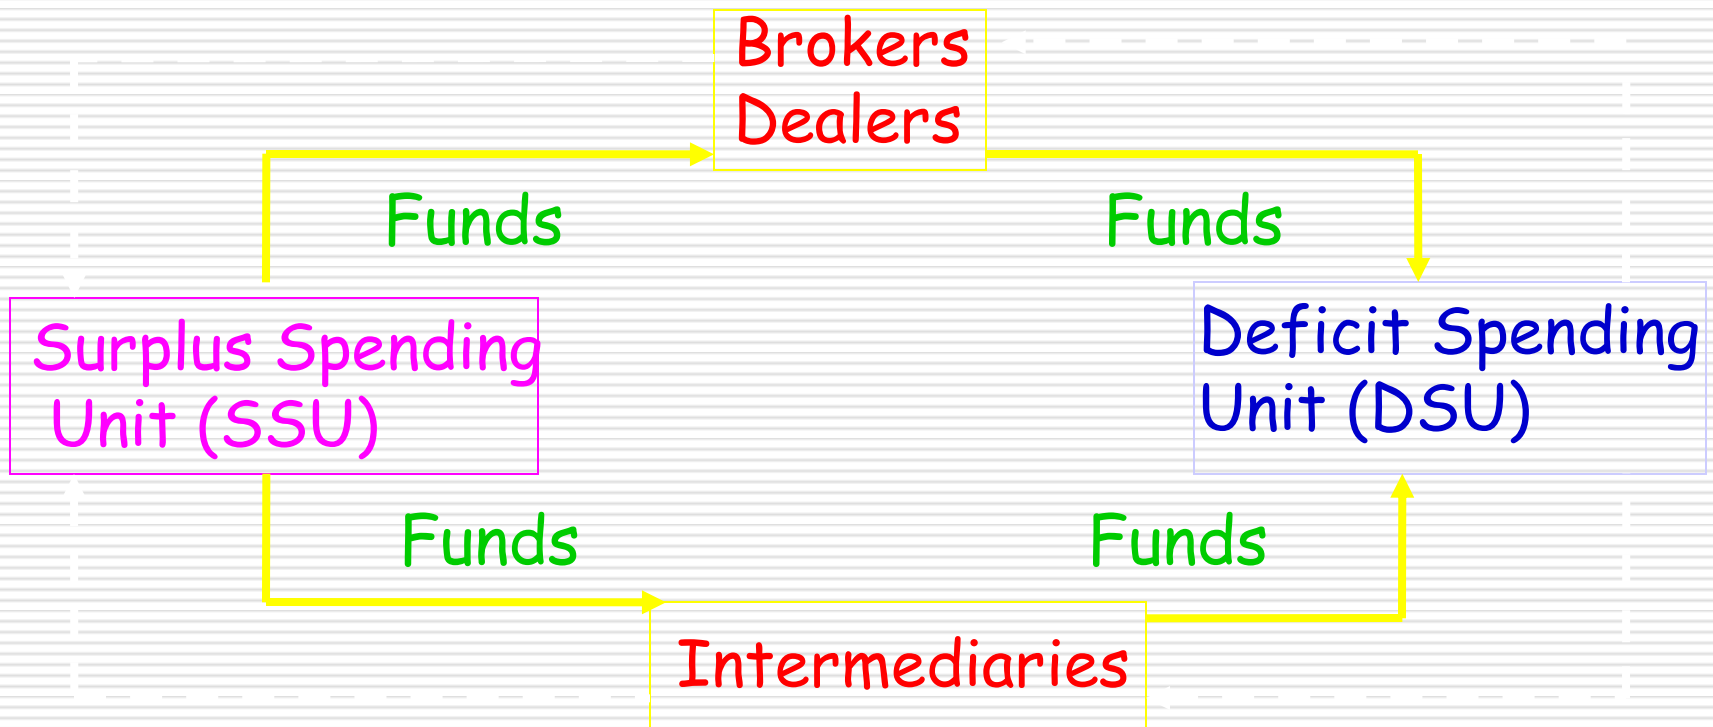 Brokers
Dealers
Funds
Funds
Surplus Spending
Unit (SSU)
Deficit Spending
Unit (DSU)
Funds
Funds
Intermediaries